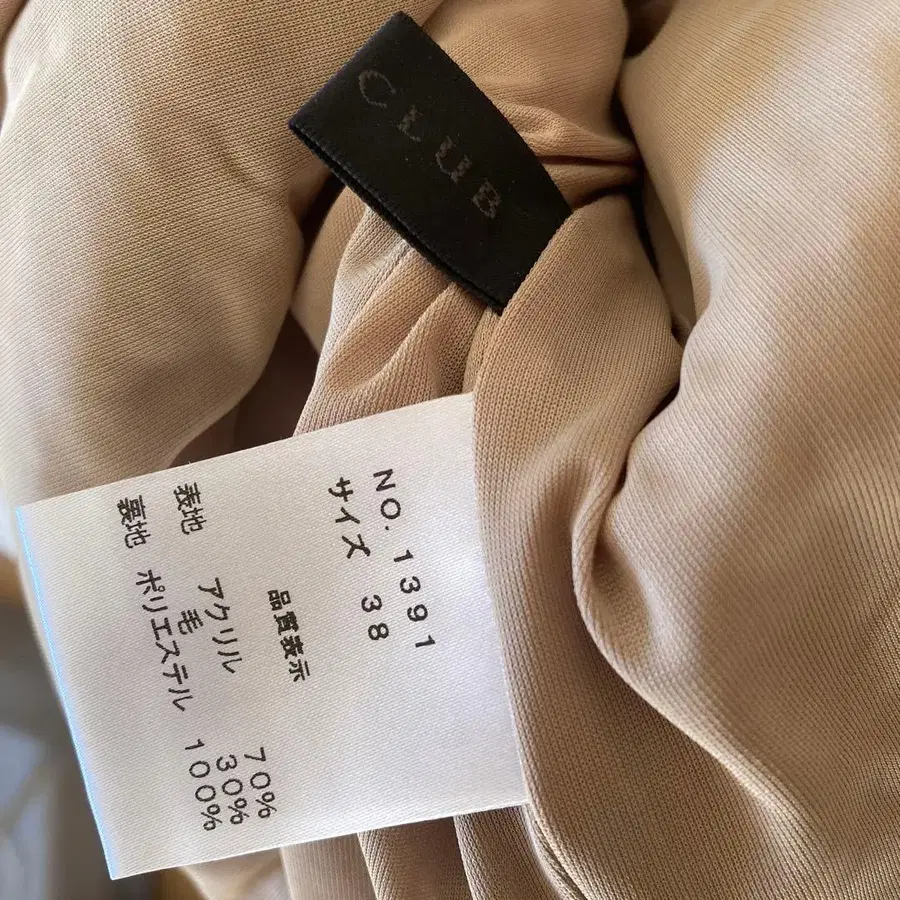 CLUB
NO. 1391
サイズ 38
品質表示
表地 アクリル 70%
毛 30%
裏地 ポリエステル 100%